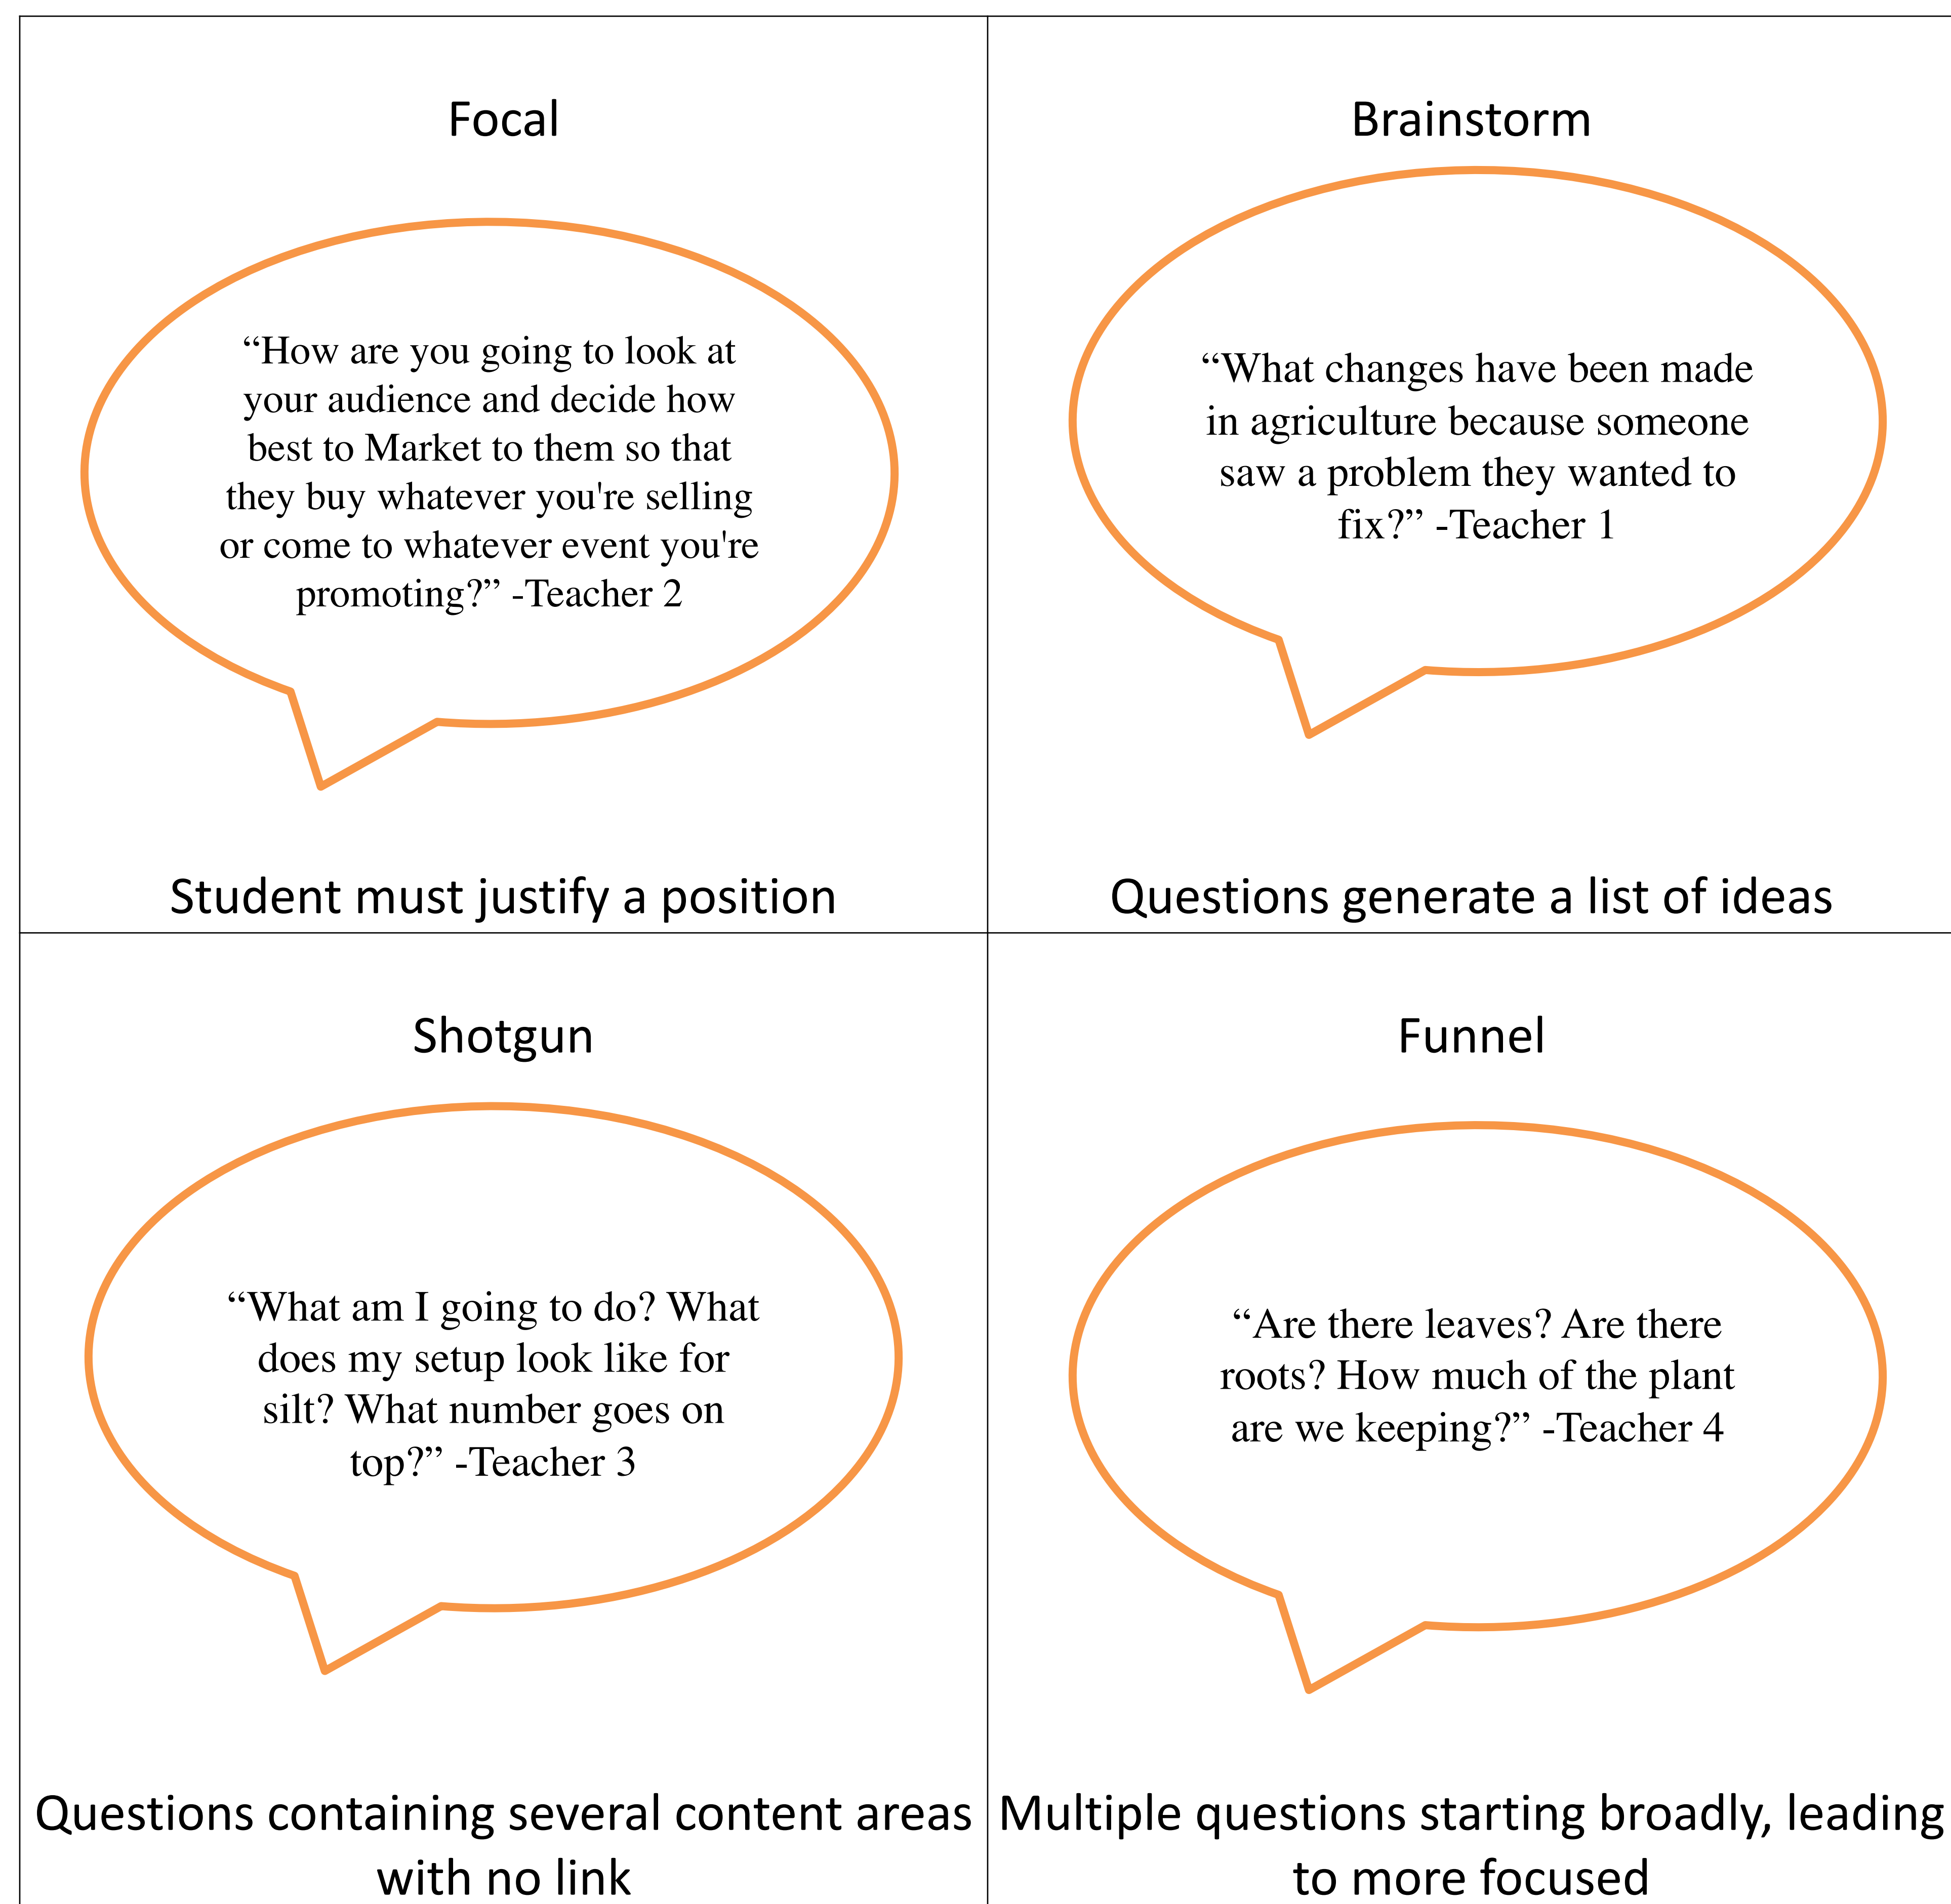 Focal
“How are you going to look at
your audience and decide how
best to Market to them so that
they buy whatever you're selling
or come to whatever event you're
promoting?” -Teacher 2
Student must justify a position
Brainstorm
“What changes have been made
in agriculture because someone
saw a problem they wanted to
fix?” -Teacher 1
Questions generate a list of ideas
Shotgun
“What am I going to do? What
does my setup look like for
silt? What number goes on
top?” -Teacher 3
Questions containing several content areas
with no link
Funnel
“Are there leaves? Are there
roots? How much of the plant
are we keeping?” -Teacher 4
Multiple questions starting broadly, leading
to more focused